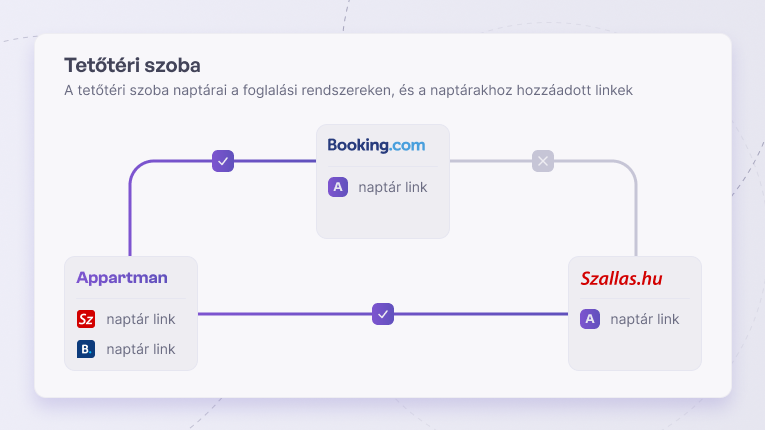 Tetőtéri szoba
A tetőtéri szoba naptárai a foglalási rendszereken, és a naptárakhoz hozzáadott linkek
Booking.com
A naptár link
Appartman
Sz naptár link
B. naptár link
Szallas.hu
A naptár link